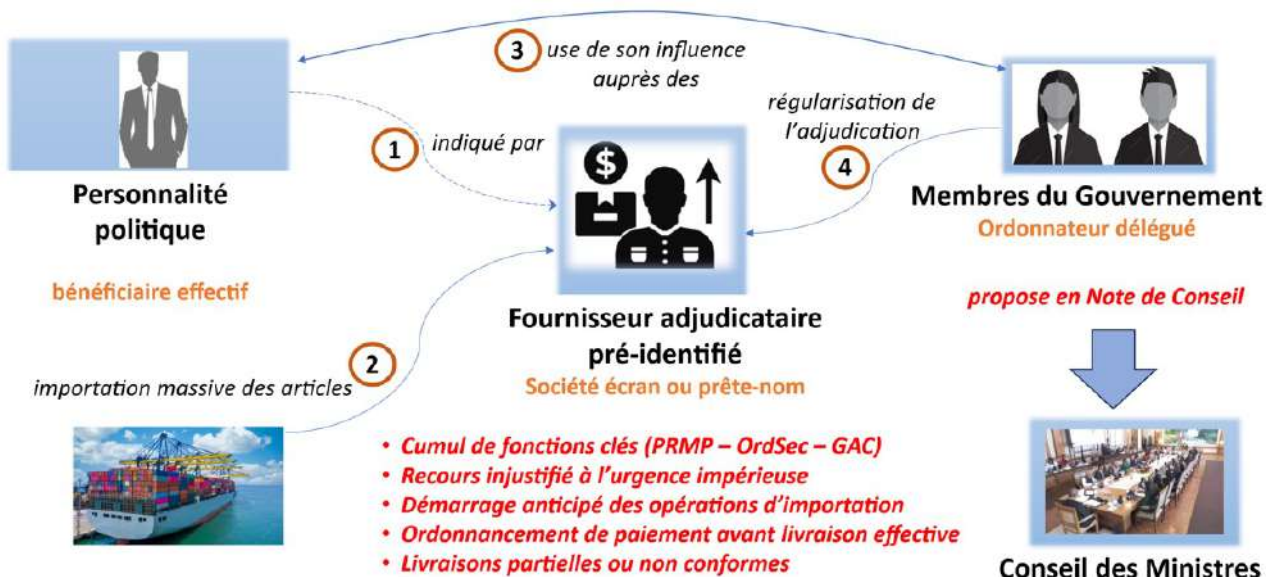 3 use de son influence
auprès des
régularisation de
l'adjudication
4
1 indiqué par
$
Personnalité
politique
bénéficiaire effectif
Membres du Gouvernement
Ordonnateur délégué
propose en Note de Conseil
Fournisseur adjudicataire
pré-identifié
Société écran ou prête-nom
2
importation massive des articles
• Cumul de fonctions clés (PRMP – OrdSec – GAC)
• Recours injustifié à l'urgence impérieuse
• Démarrage anticipé des opérations d'importation
• Ordonnancement de paiement avant livraison effective
• Livraisons partielles ou non conformes
Conseil des Ministres